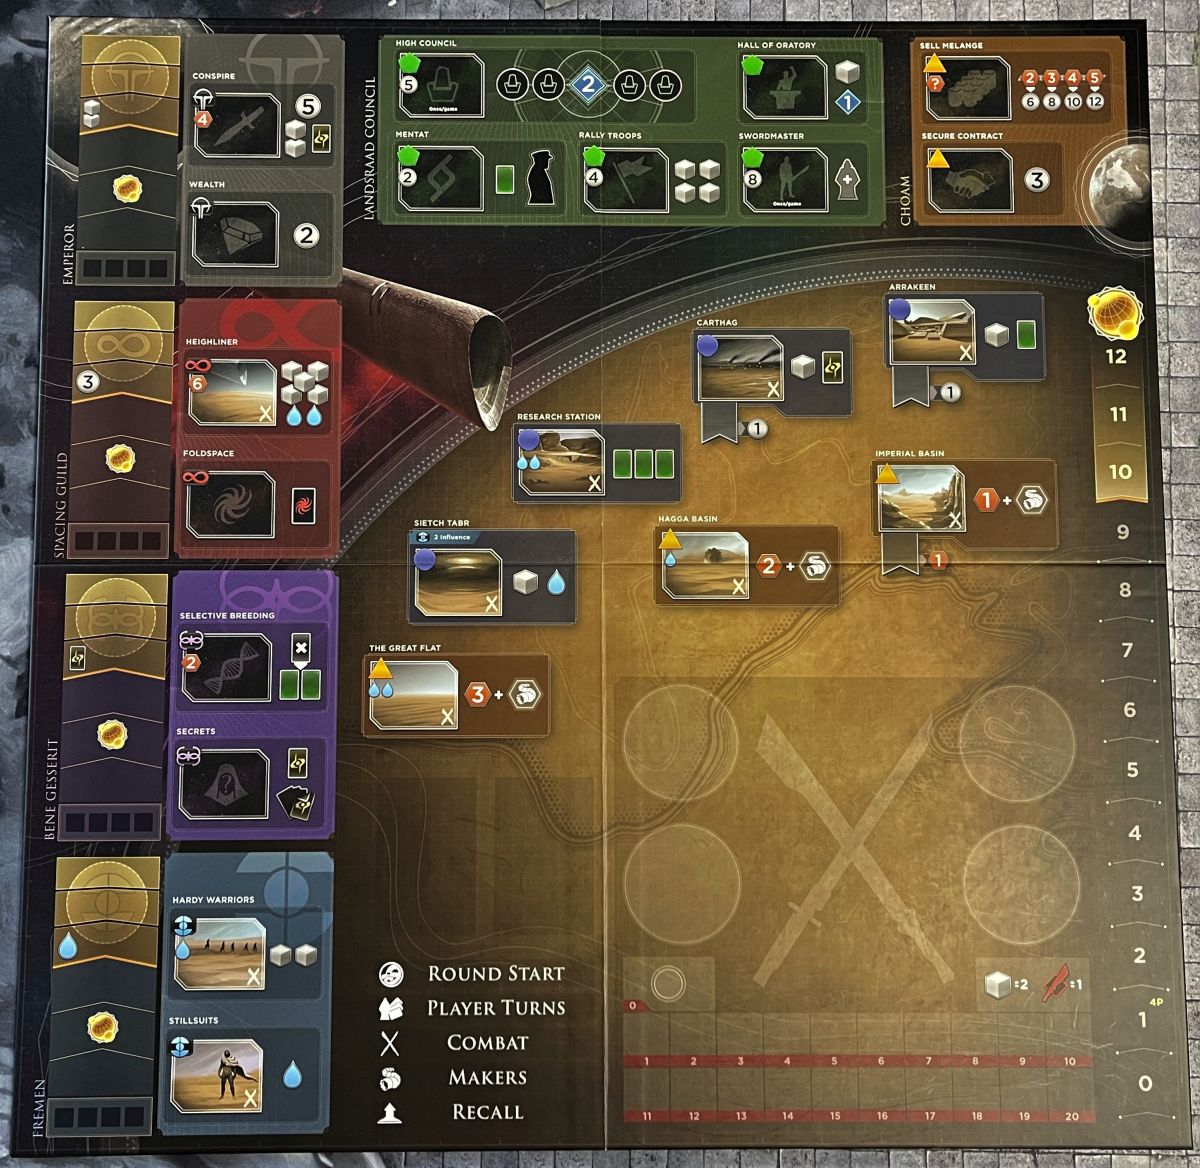 EMPEROR
CONSPIRE
4
5
WEALTH
2
LANDSRAAD COUNCIL
HIGH COUNCIL
5
Once/game
2
HALL OF ORATORY
1
MENTAT
2
RALLY TROOPS
4
SWORDMASTER
8
Once/game
CHOAM
SELL MELANGE
?
2 3 4 5
6 8 10 12
SECURE CONTRACT
3
SPACING GUILD
3
HEIGHLINER
6
FOLDSPACE
ARRAKEEN
1
CARTHAG
1
RESEARCH STATION
IMPERIAL BASIN
1 +
1
SIETCH TABR
2 Influence
HAGGA BASIN
2 +
THE GREAT FLAT
3 +
BENE GESSERIT
SELECTIVE BREEDING
2
SECRETS
?
FREMEN
HARDY WARRIORS
STILLSUITS
ROUND START
PLAYER TURNS
COMBAT
MAKERS
RECALL
12
11
10
9
8
7
6
5
4
3
2
4P
1
0
:2
=1
0
1 2 3 4 5 6 7 8 9 10
11 12 13 14 15 16 17 18 19 20